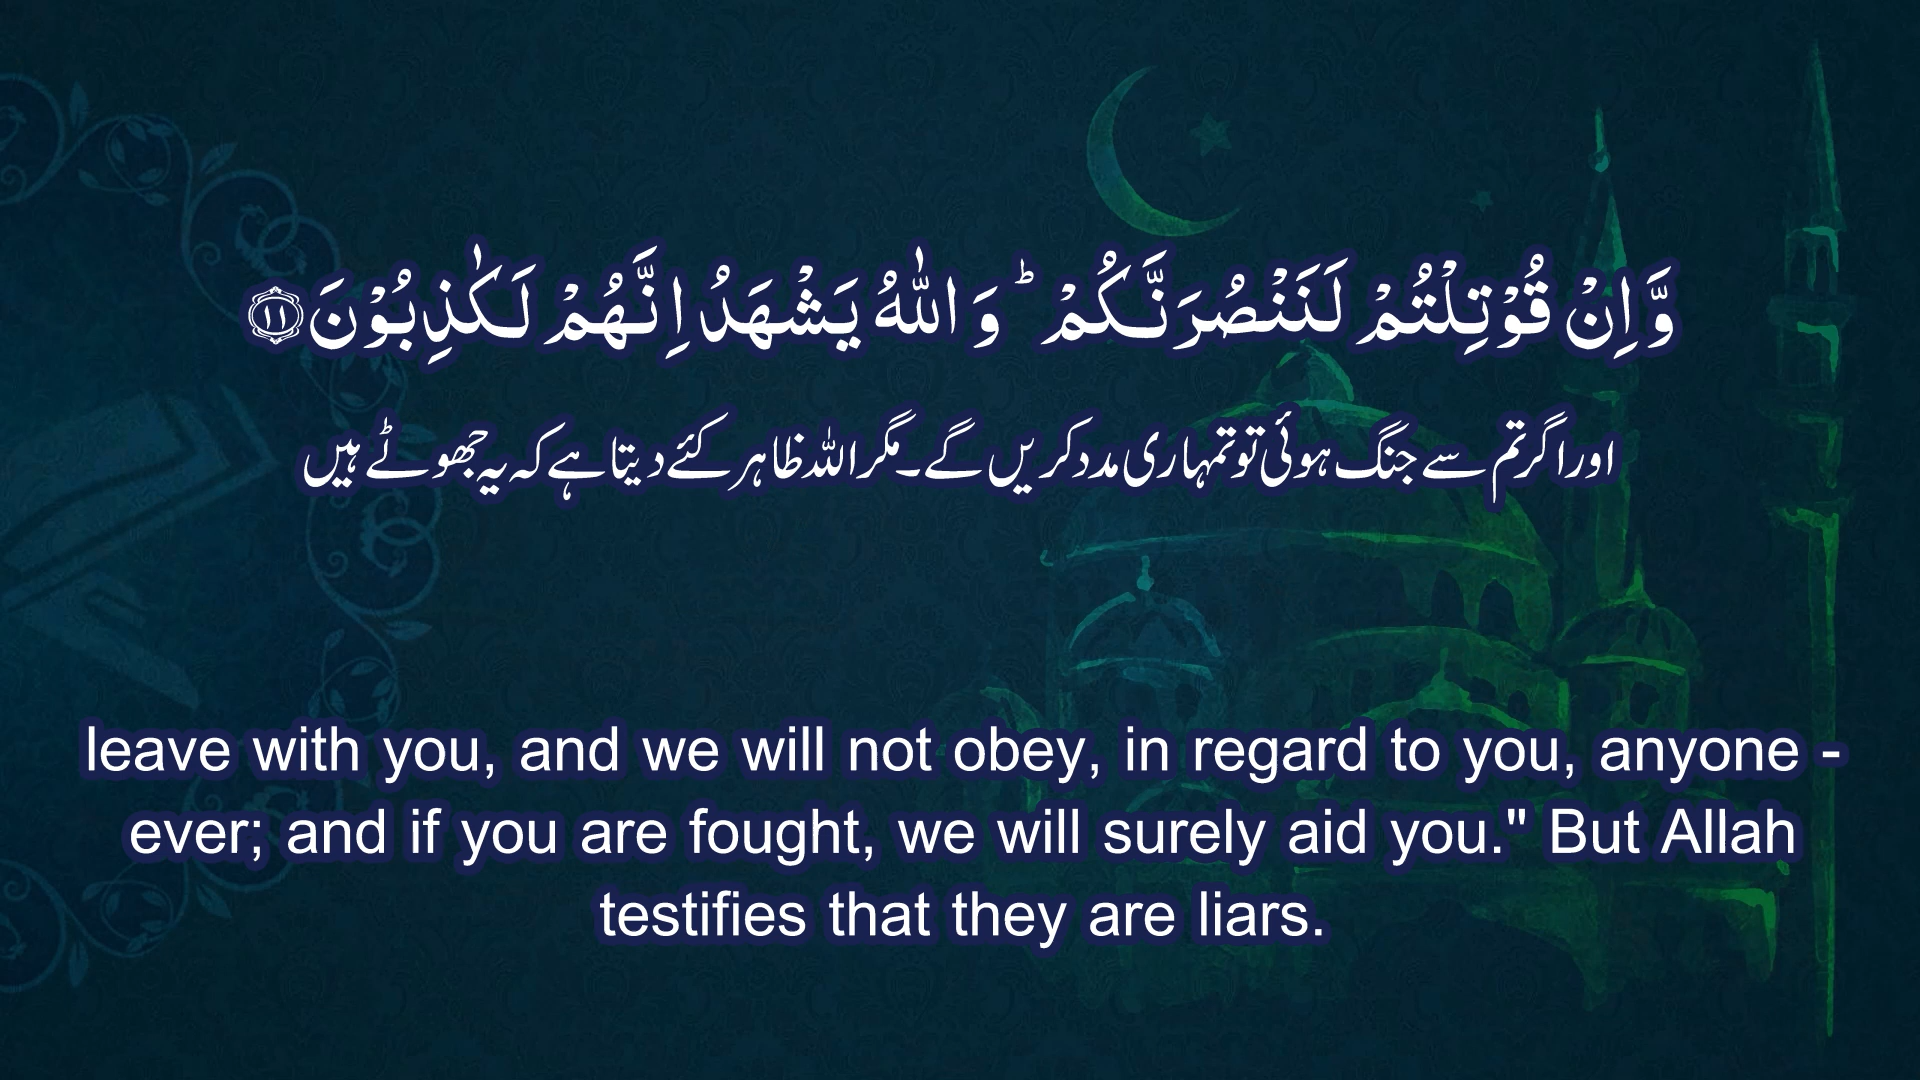 وَّاِنْ قُوْتِلْتُمْ لَنَنْصُرَنَّكُمْ ؕ وَاللّٰهُ يَشْهَدُ اِنَّهُمْ لَكٰذِبُوْنَ ۝۱۱
اور اگر تم سے جنگ ہوئی تو تمہاری مدد کریں گے۔ مگر اللہ ظاہر کئے دیتا ہے کہ یہ جھوٹے ہیں
leave with you, and we will not obey, in regard to you, anyone -
ever; and if you are fought, we will surely aid you." But Allah
testifies that they are liars.